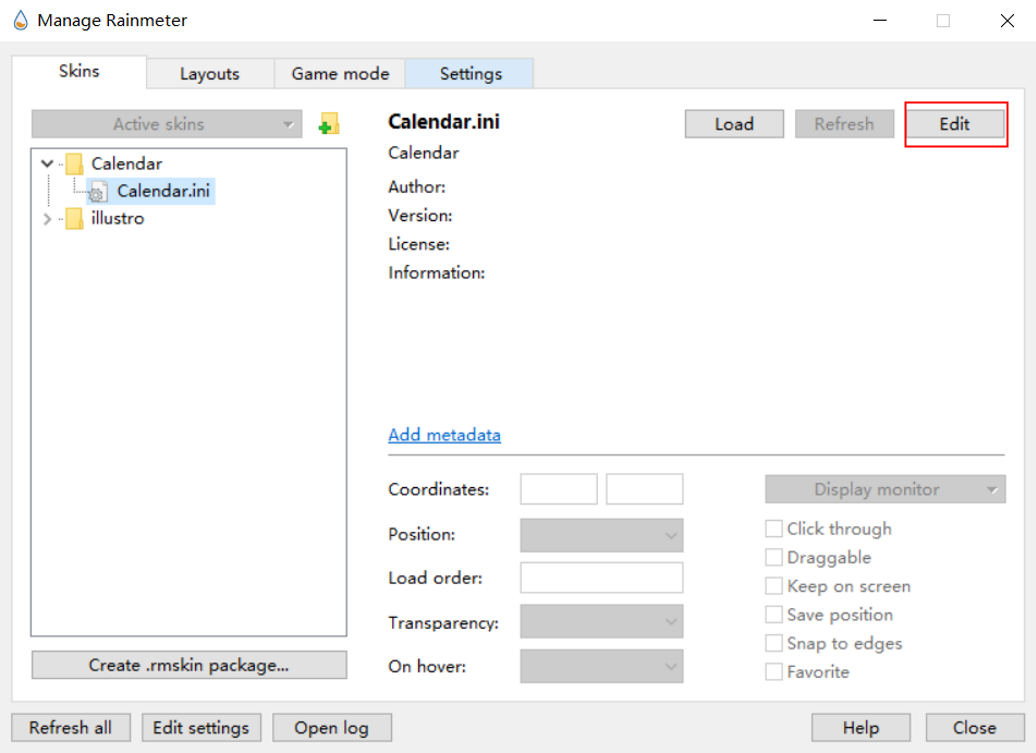 Manage Rainmeter
Skins
Layouts
Game mode
Settings
Active skins
Calendar
Calendar.ini
illustro
Create .rmskin package...
Calendar.ini
Load
Refresh
Edit
Calendar
Author:
Version:
License:
Information:
Add metadata
Coordinates:
Position:
Load order:
Transparency:
On hover:
Display monitor
Click through
Draggable
Keep on screen
Save position
Snap to edges
Favorite
Refresh all
Edit settings
Open log
Help
Close